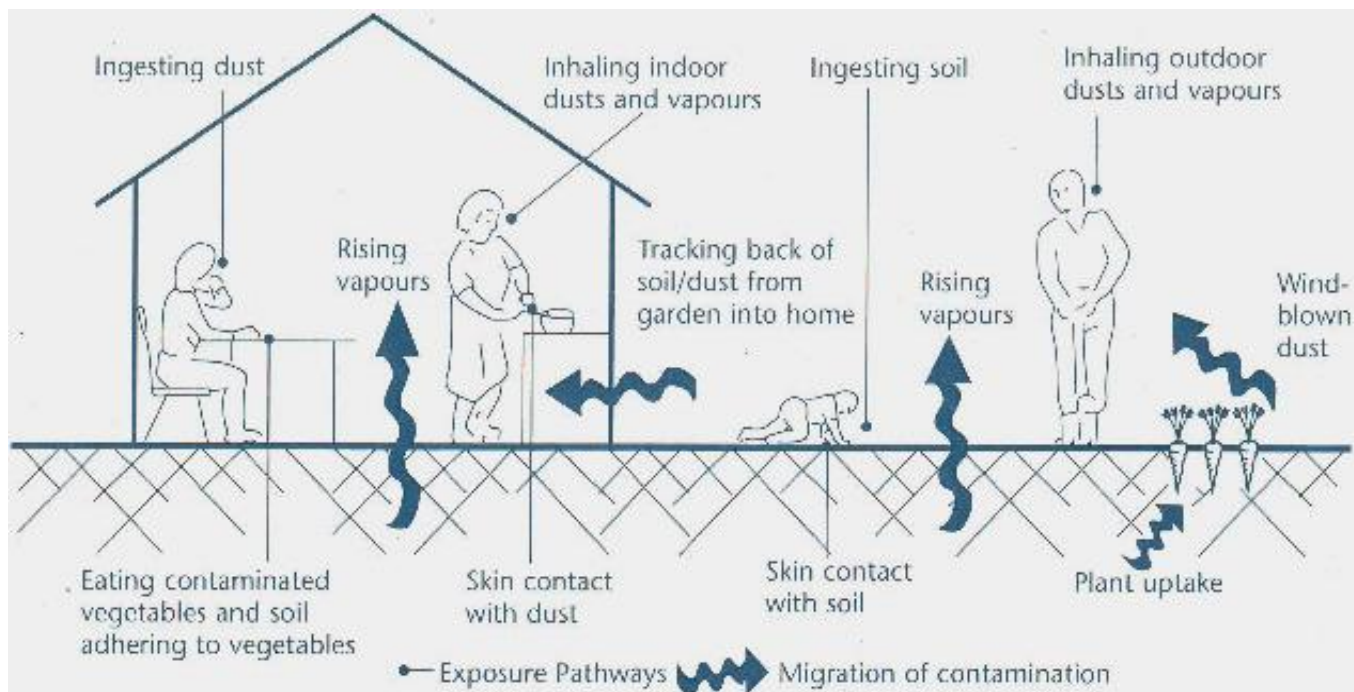 Ingesting dust
Inhaling indoor
dusts and vapours
Ingesting soil
Inhaling outdoor
dusts and vapours
Rising
vapours
Tracking back of
soil/dust from
garden into home
Rising
vapours
Wind-
blown
dust
Eating contaminated
vegetables and soil
adhering to vegetables
Skin contact
with dust
Skin contact
with soil
Plant uptake
Exposure Pathways
Migration of contamination